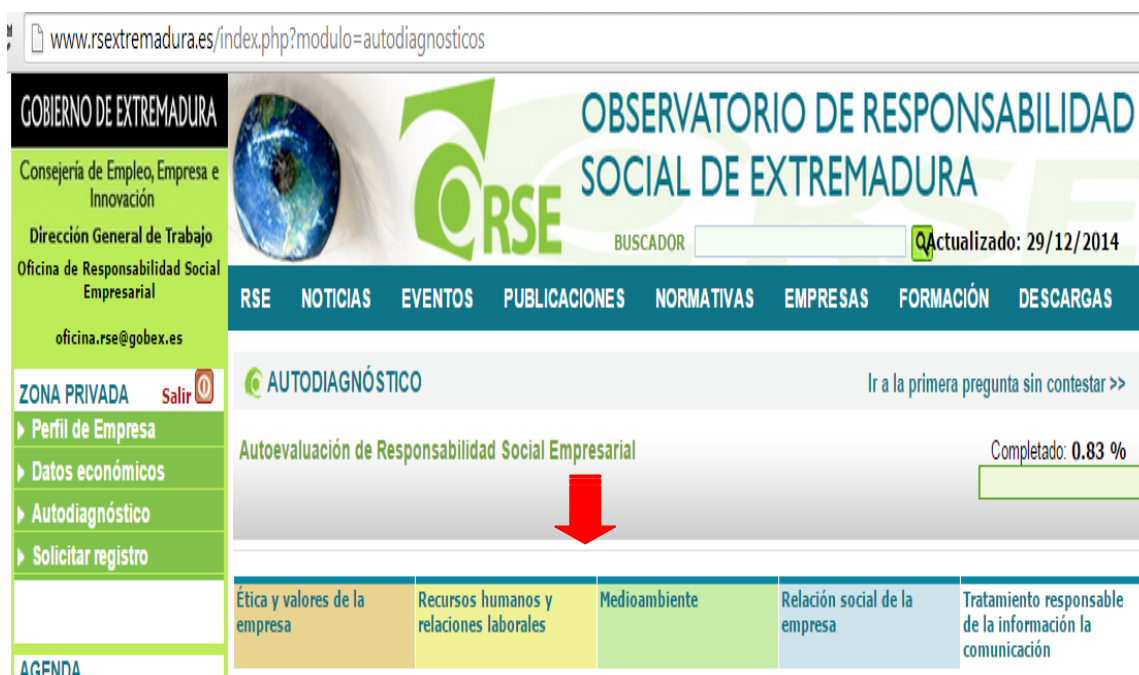 www.rsextremadura.es/index.php?modulo=autodiagnosticos
GOBIERNO DE EXTREMADURA
Consejería de Empleo, Empresa e
Innovación
Dirección General de Trabajo
Oficina de Responsabilidad Social
Empresarial
oficina.rse@gobex.es
RSE
OBSERVATORIO DE RESPONSABILIDAD
SOCIAL DE EXTREMADURA
BUSCADOR Actualizado: 29/12/2014
RSE NOTICIAS EVENTOS PUBLICACIONES NORMATIVAS EMPRESAS FORMACIÓN DESCARGAS
ZONA PRIVADA Salir
Perfil de Empresa
Datos económicos
Autodiagnóstico
Solicitar registro
AGENDA
AUTODIAGNÓSTICO Ir a la primera pregunta sin contestar >>
Autoevaluación de Responsabilidad Social Empresarial Completado: 0.83 %
Ética y valores de la
empresa
Recursos humanos y
relaciones laborales
Medioambiente
Relación social de la
empresa
Tratamiento responsable
de la información la
comunicación